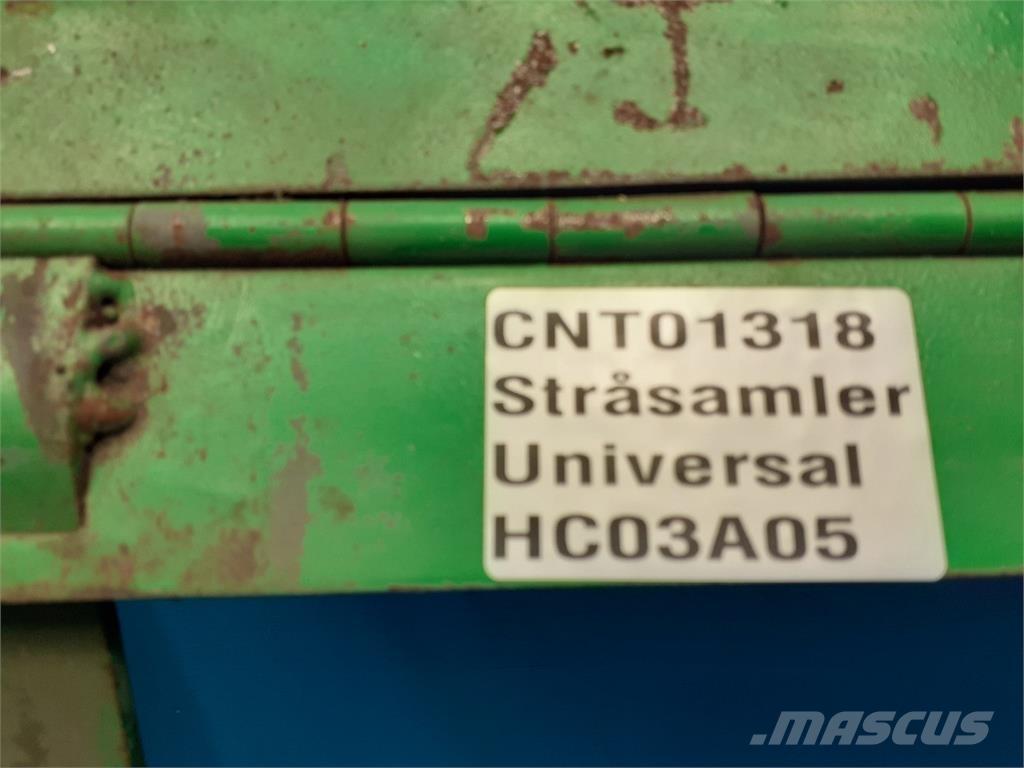 CNT01318
Stråsamler
Universal
HC03A05
MASCUS